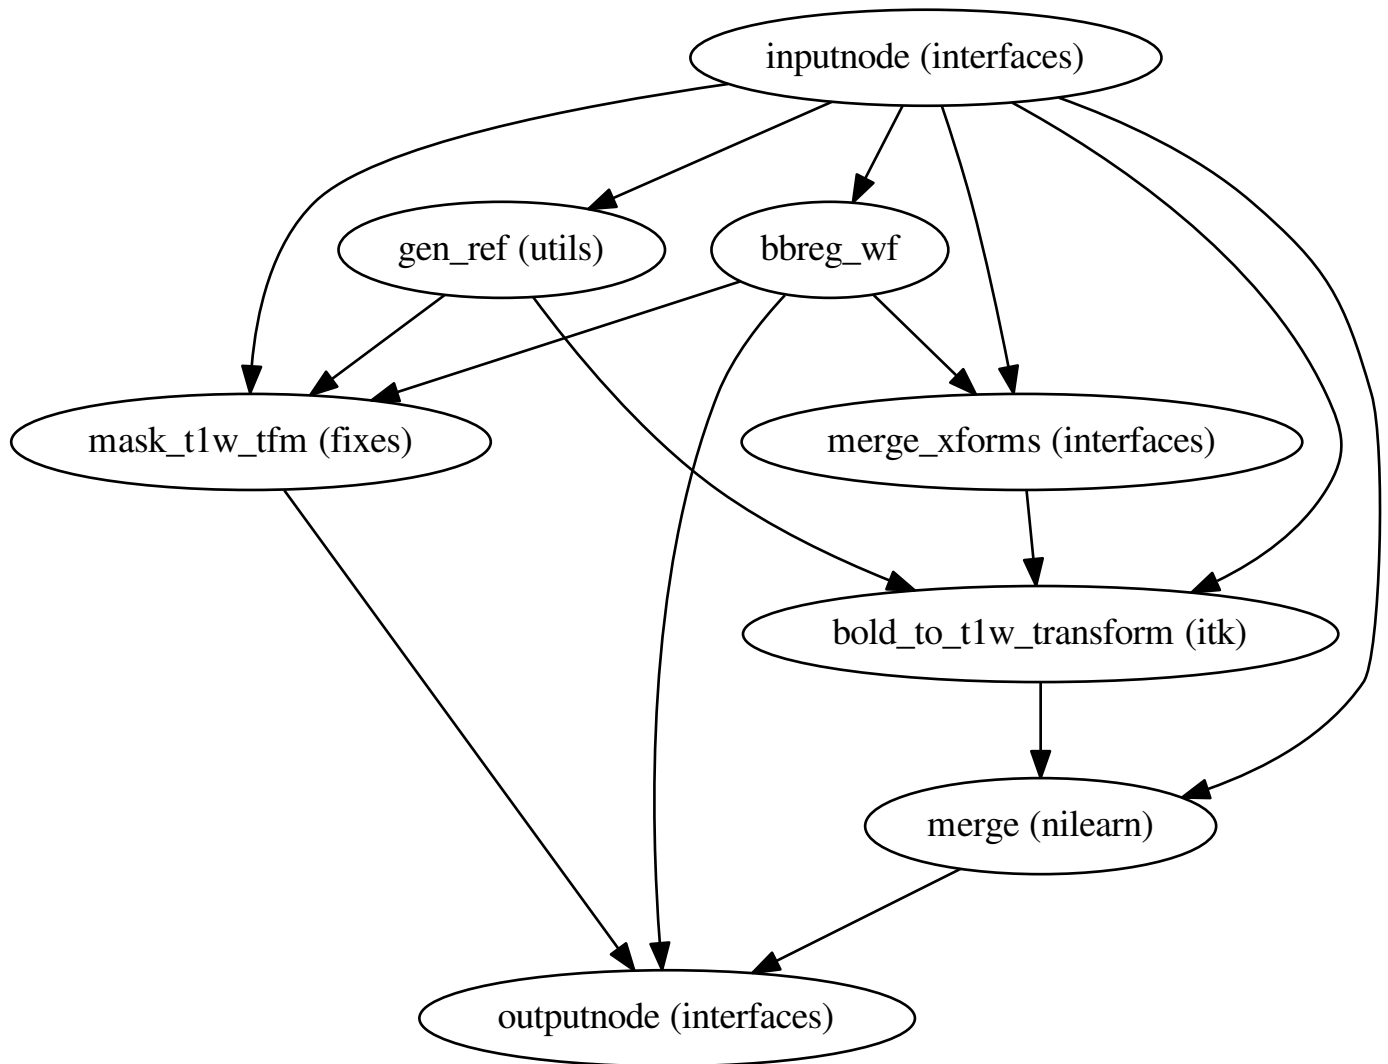 inputnode (interfaces)
gen_ref (utils)
bbreg_wf
mask_t1w_tfm (fixes)
merge_xforms (interfaces)
bold_to_t1w_transform (itk)
merge (nilearn)
outputnode (interfaces)